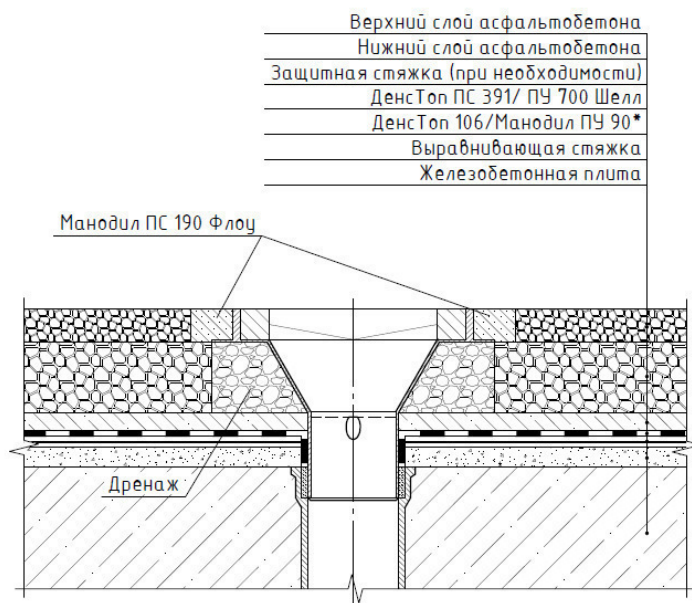 Верхний слой асфальтобетона
Нижний слой асфальтобетона
Защитная стяжка (при необходимости)
ДенсТоп ПС 391/ ПУ 700 Шелл
ДенсТоп 106/Манодил ПУ 90*
Выравнивающая стяжка
Железобетонная плита
Манодил ПС 190 Флоу
Дренаж